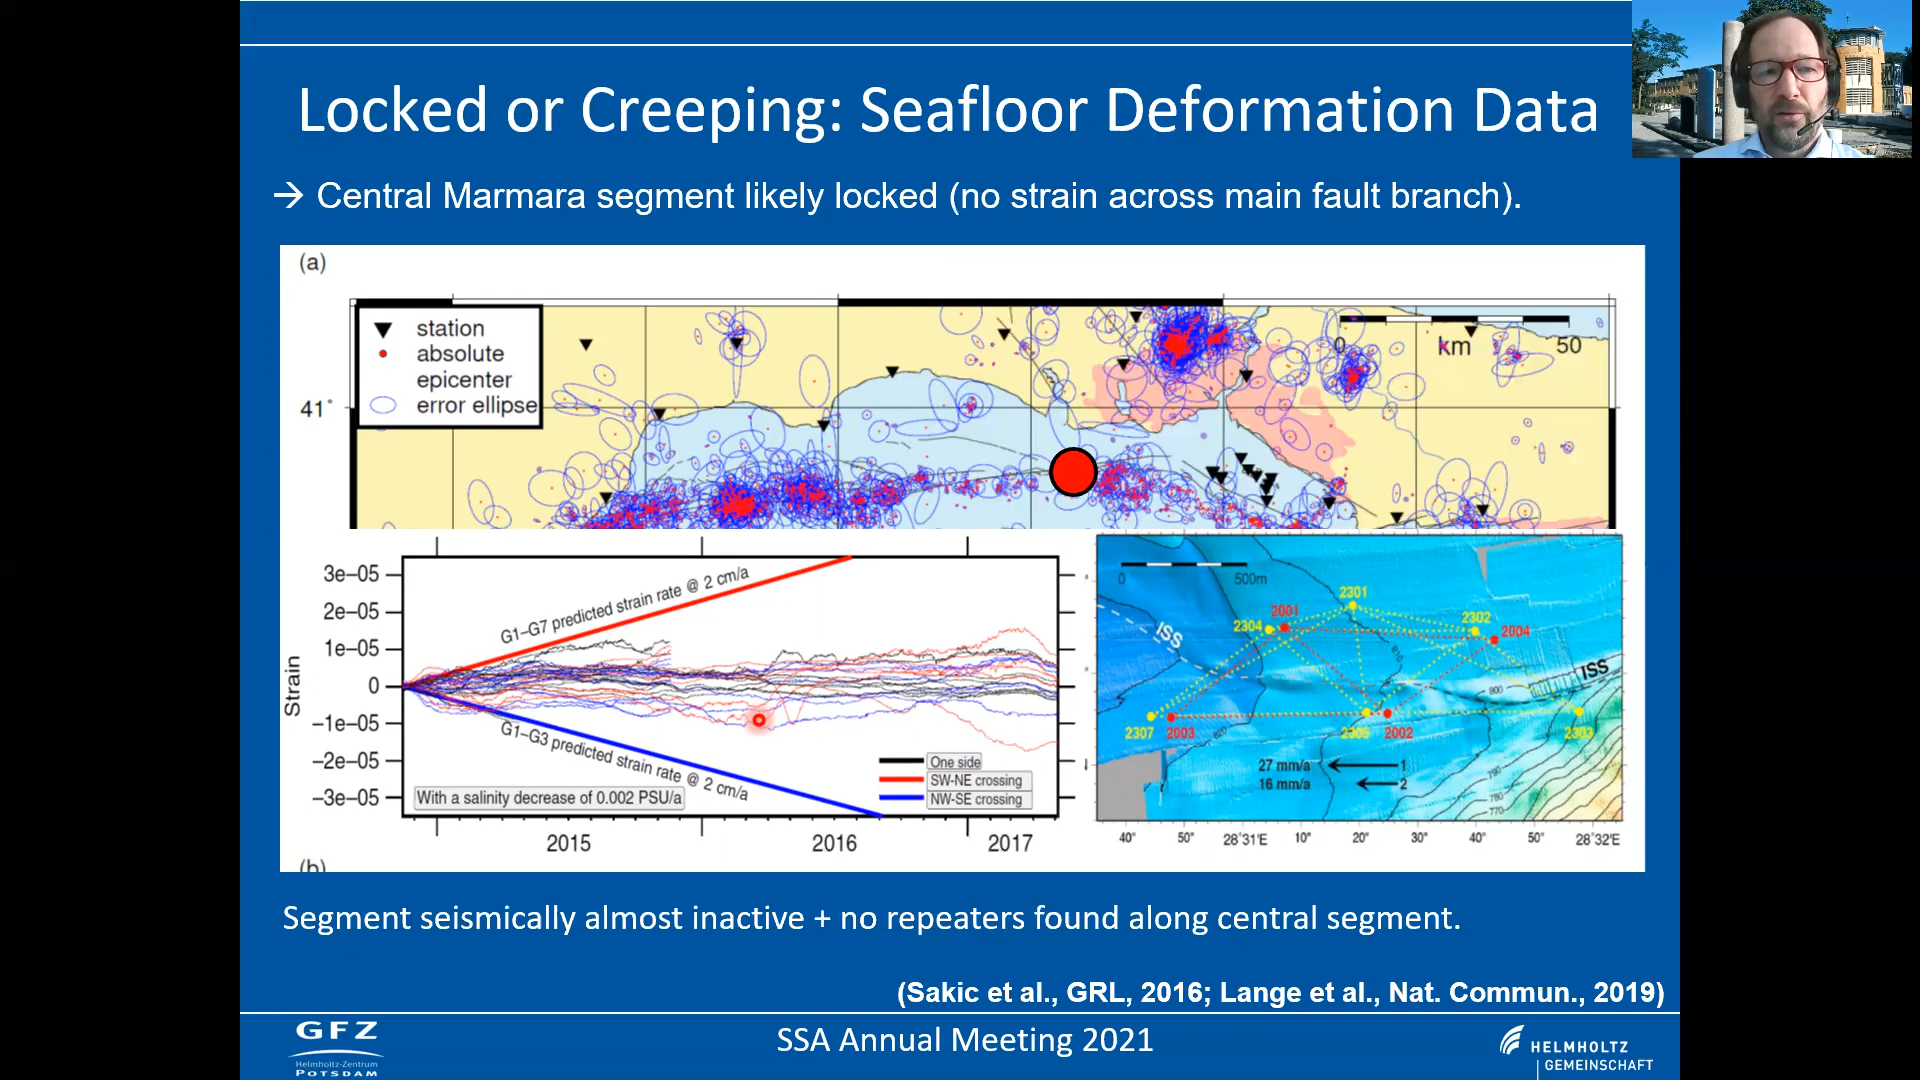 Locked or Creeping: Seafloor Deformation Data
→ Central Marmara segment likely locked (no strain across main fault branch).
(a)
station
absolute
epicenter
error ellipse
0 km 50
41°
3e–05
2e–05
1e–05
0
–1e–05
–2e–05
–3e–05
Strain
G1–G7 predicted strain rate @ 2 cm/a
G1–G3 predicted strain rate @ 2 cm/a
With a salinity decrease of 0.002 PSU/a
One side
SW-NE crossing
NW-SE crossing
2015 2016 2017
(b)
0 500m
2301
2001
2304
2302
2004
ISS
ISS
810
800
820
790
780
770
2307 2003 2305 2002 2303
27 mm/a 1
16 mm/a 2
40" 50" 28°31'E 10" 20" 30" 40" 50" 28°32'E
Segment seismically almost inactive + no repeaters found along central segment.
(Sakic et al., GRL, 2016; Lange et al., Nat. Commun., 2019)
GFZ
Helmholtz-Zentrum
POTSDAM
SSA Annual Meeting 2021
HELMHOLTZ
GEMEINSCHAFT